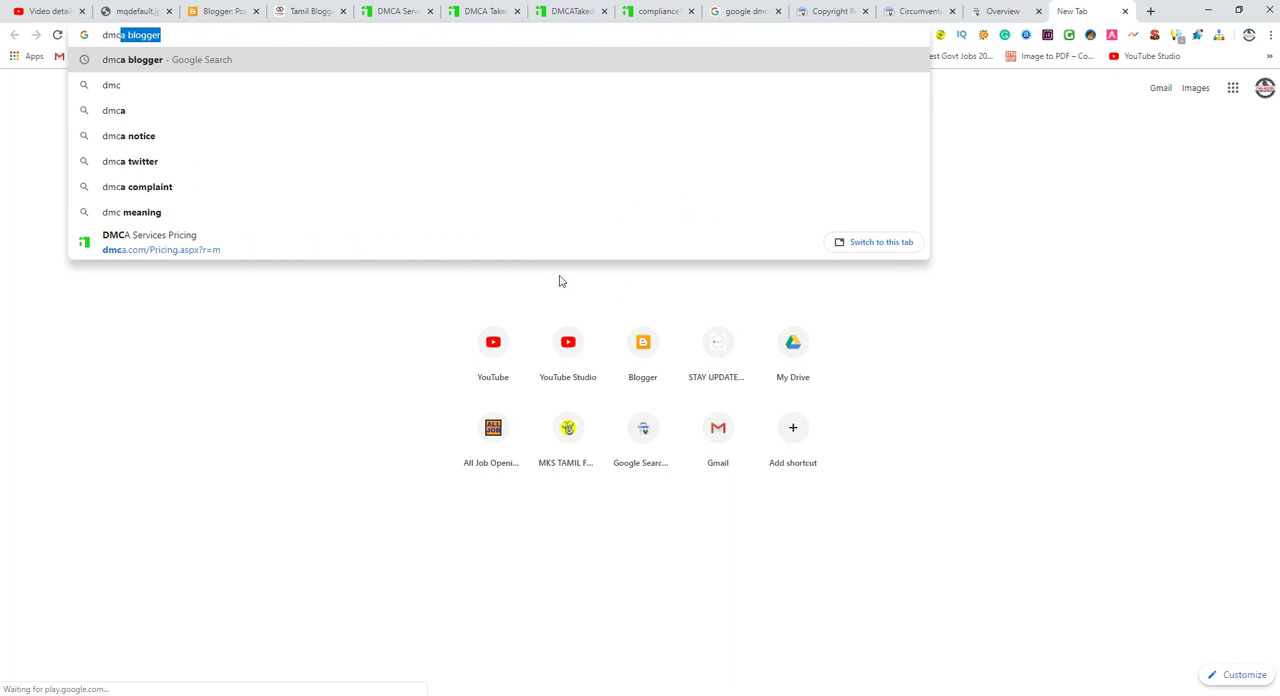 Video detai
mqdefault.jp
Blogger: Po
Tamil Blogg
DMCA Servi
DMCA Take
DMCATaked
compliance
google dmc
Copyright R
Circumventi
Overview
New Tab
dmca blogger
Apps
est Govt Jobs 20...
Image to PDF – Co...
YouTube Studio
»
dmca blogger - Google Search
dmc
dmca
dmca notice
dmca twitter
dmca complaint
dmc meaning
DMCA Services Pricing
dmca.com/Pricing.aspx?r=m
Switch to this tab
Gmail
Images
YouTube
YouTube Studio
Blogger
STAY UPDATE...
My Drive
All Job Openi...
MKS TAMIL F...
Google Searc...
Gmail
Add shortcut
Customize
Waiting for play.google.com...